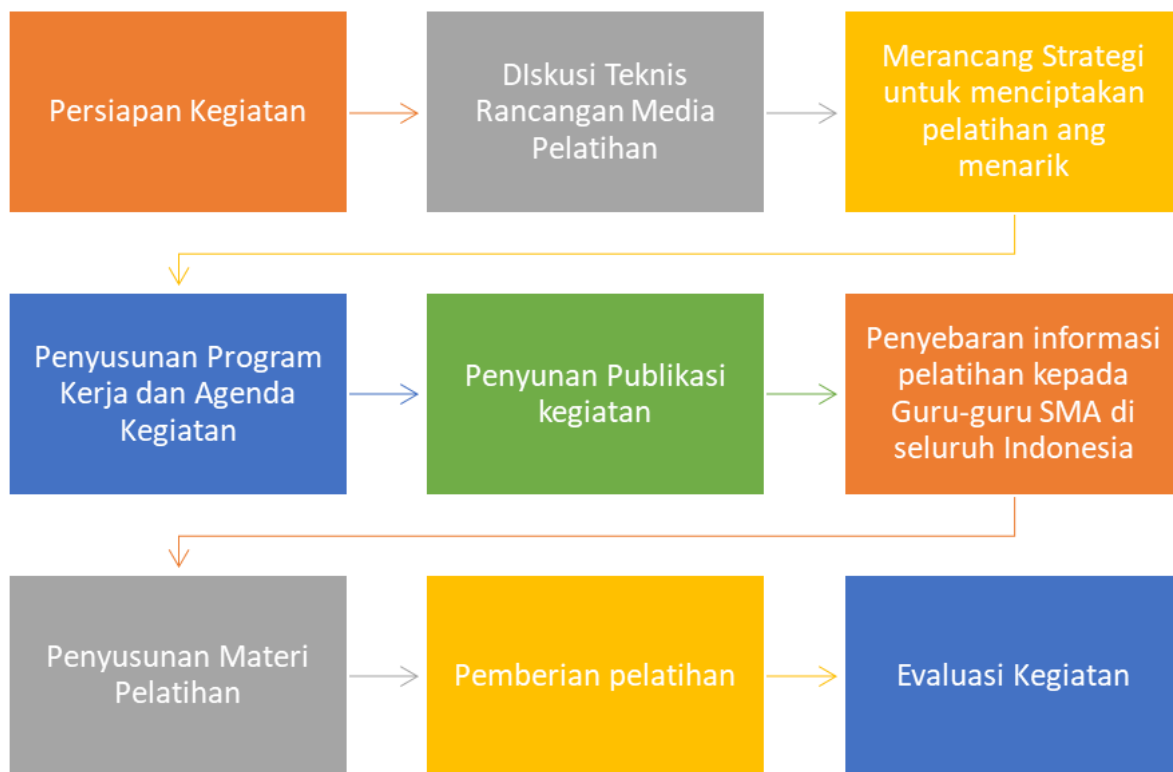 Persiapan Kegiatan
DIskusi Teknis
Rancangan Media
Pelatihan
Merancang Strategi
untuk menciptakan
pelatihan ang
menarik
Penyusunan Program
Kerja dan Agenda
Kegiatan
Penyunan Publikasi
kegiatan
Penyebaran informasi
pelatihan kepada
Guru-guru SMA di
seluruh Indonesia
Penyusunan Materi
Pelatihan
Pemberian pelatihan
Evaluasi Kegiatan